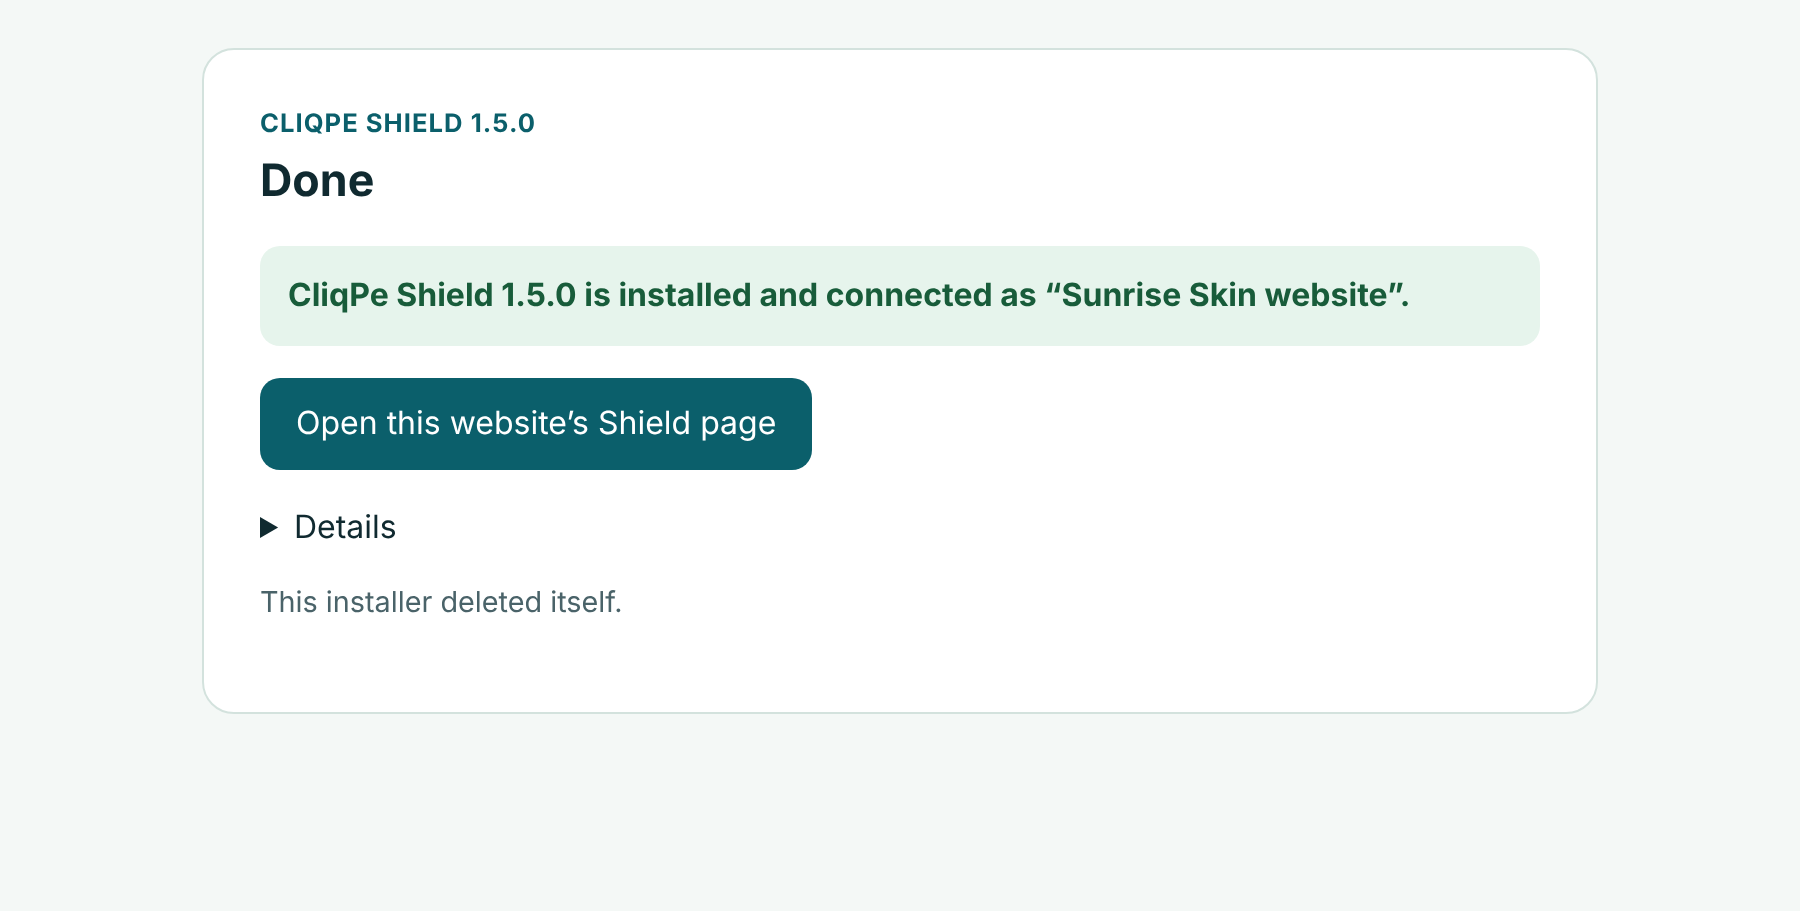 CLIQPE SHIELD 1.5.0
Done
CliqPe Shield 1.5.0 is installed and connected as “Sunrise Skin website”.
Open this website’s Shield page
Details
This installer deleted itself.